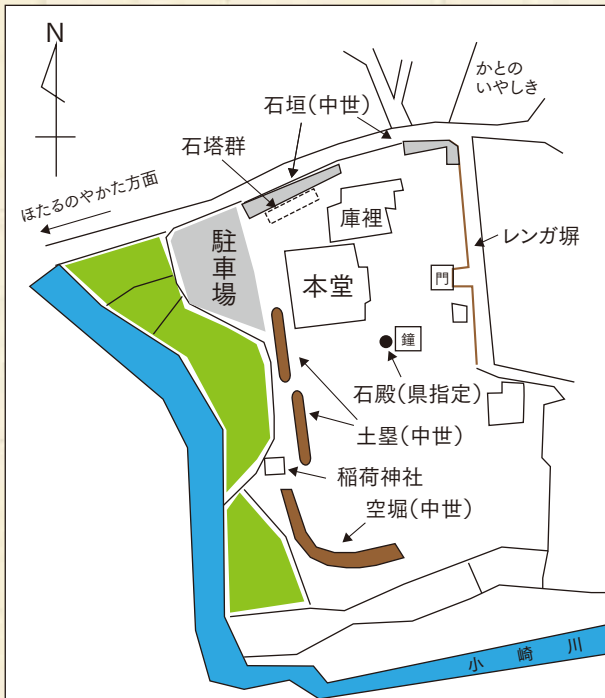 N
かとの
いやしき
石垣(中世)
石塔群
ほたるのやかた方面
庫裡
レンガ塀
駐車場
本堂
門
鐘
石殿(県指定)
土塁(中世)
稲荷神社
空堀(中世)
小崎川